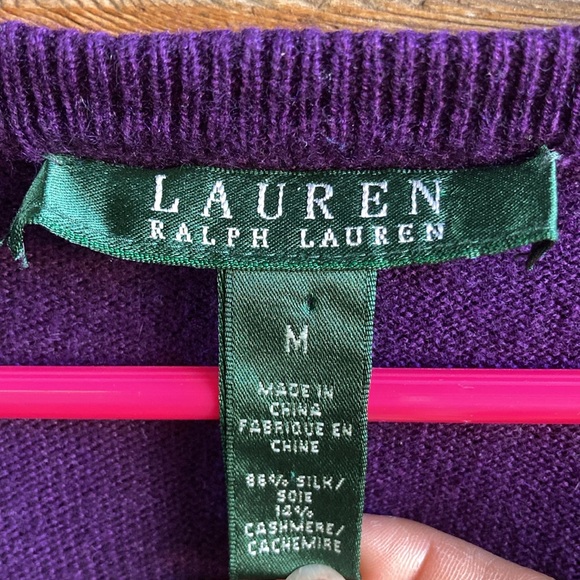 LAUREN
RALPH LAUREN
M
MADE IN
CHINA
FABRIQUE EN
CHINE
86% SILK/
SOIE
14%
CASHMERE/
CACHEMIRE